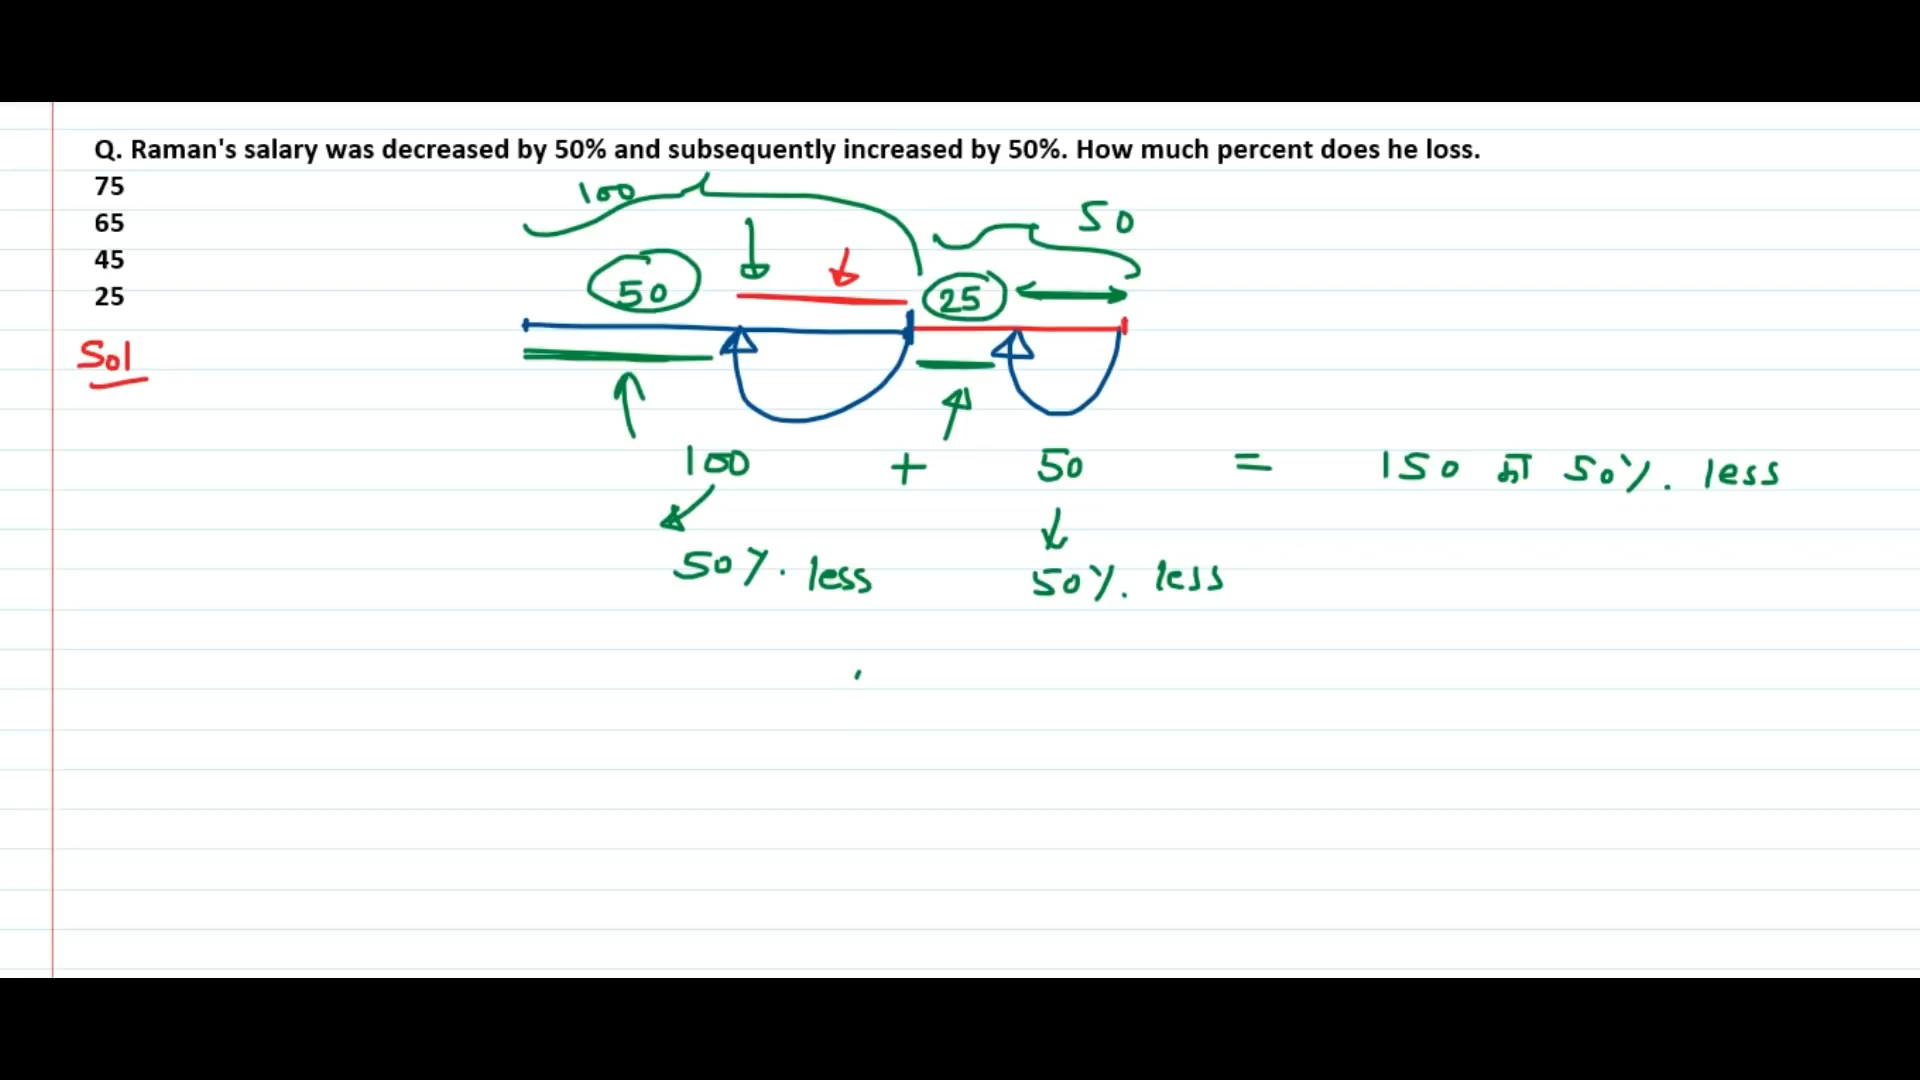 Q. Raman's salary was decreased by 50% and subsequently increased by 50%. How much percent does he loss.
75
65
45
25
100
50
50
25
Sol
100 + 50 = 150 का 50%. less
50%. less 50%. less